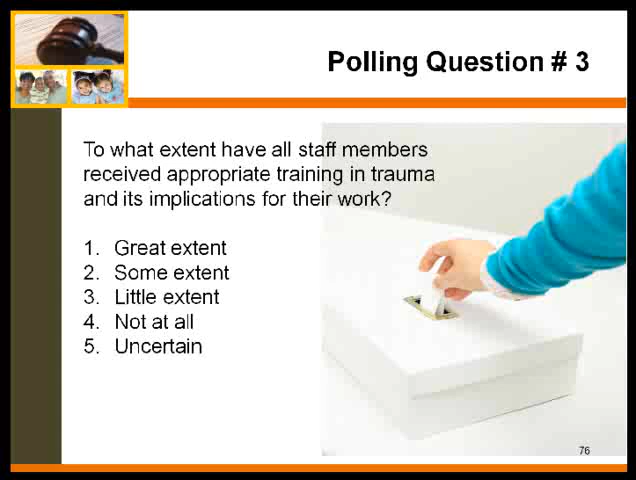 Polling Question # 3
To what extent have all staff members
received appropriate training in trauma
and its implications for their work?
1. Great extent
2. Some extent
3. Little extent
4. Not at all
5. Uncertain
76